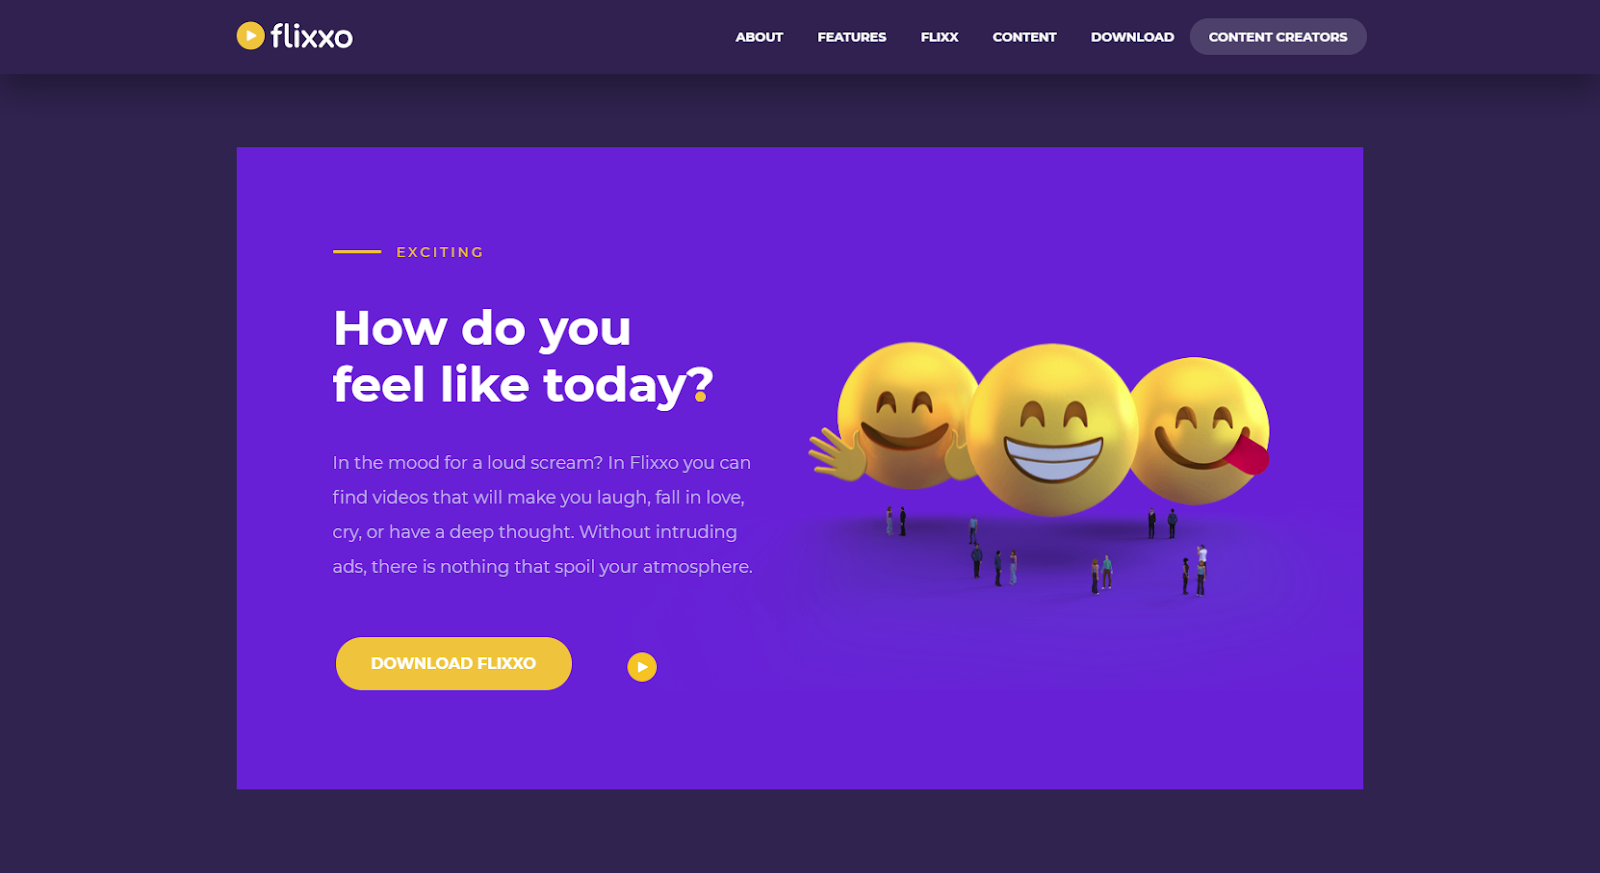 flixxo
ABOUT FEATURES FLIXX CONTENT DOWNLOAD CONTENT CREATORS
EXCITING
How do you
feel like today?
In the mood for a loud scream? In Flixxo you can
find videos that will make you laugh, fall in love,
cry, or have a deep thought. Without intruding
ads, there is nothing that spoil your atmosphere.
DOWNLOAD FLIXXO